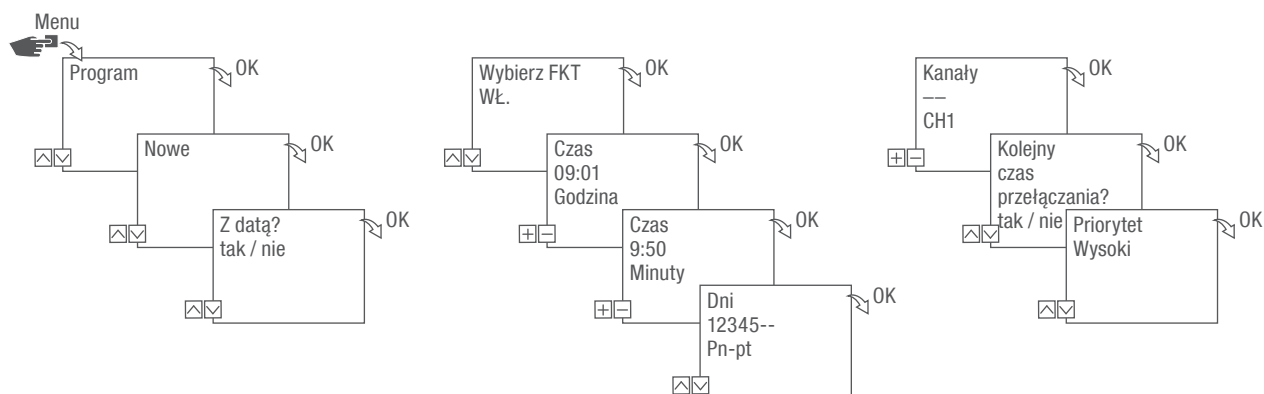 Menu
Program
OK
Nowe
OK
Z datą?
tak / nie
OK
Wybierz FKT
WŁ.
OK
Czas
09:01
Godzina
OK
Czas
9:50
Minuty
OK
Dni
12345--
Pn-pt
OK
Kanały
––
CH1
OK
Kolejny
czas
przełączania?
tak / nie
OK
Priorytet
Wysoki
OK